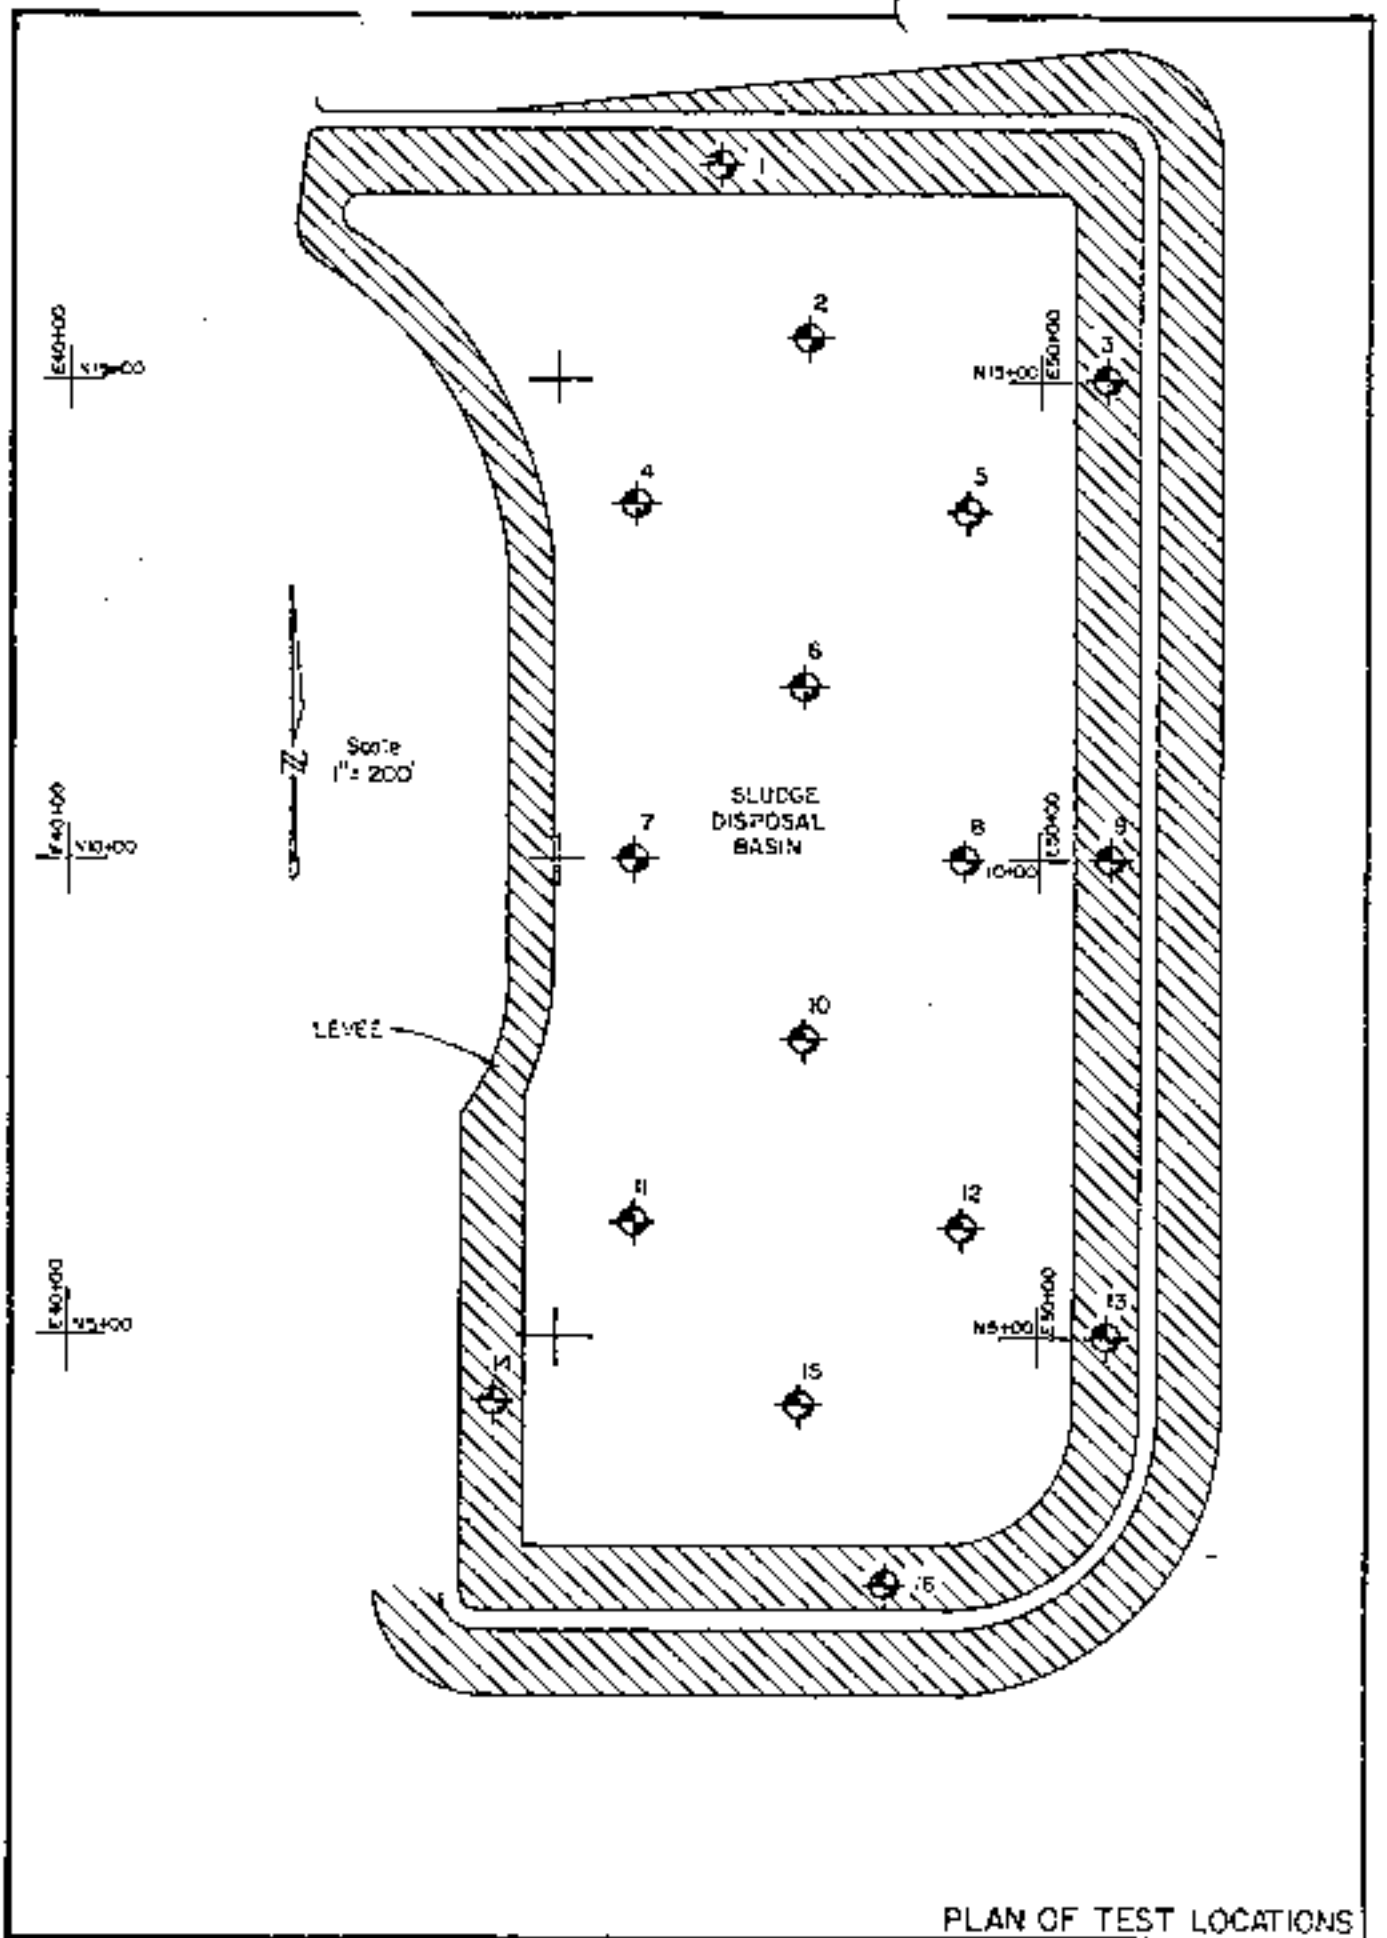 1
2
E40+00
N15+00
N15+00
E50+00
3
4
5
6
Scale
1" = 200'
N
SLUDGE
DISPOSAL
BASIN
E40+00
N10+00
7
8
10+00
E50+00
9
10
LEVEE
11
12
E40+00
N5+00
N5+00
E50+00
13
14
15
16
PLAN OF TEST LOCATIONS